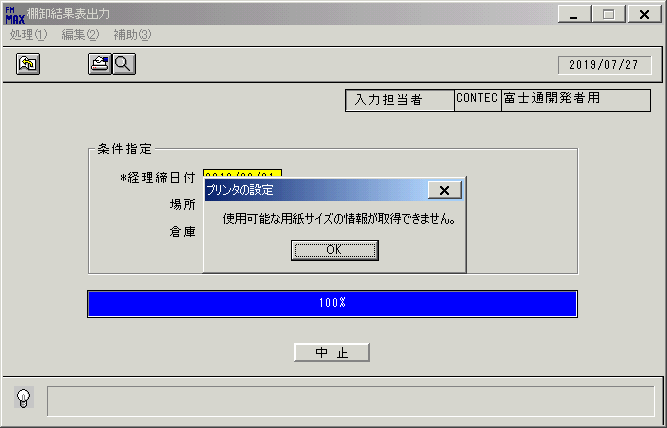 FM
MAX
棚卸結果表出力
処理(1) 編集(2) 補助(3)
2019/07/27
入力担当者 CONTEC 富士通開発者用
条件指定
*経理締日付
プリンタの設定
場所
使用可能な用紙サイズの情報が取得できません。
倉庫
OK
100%
中 止